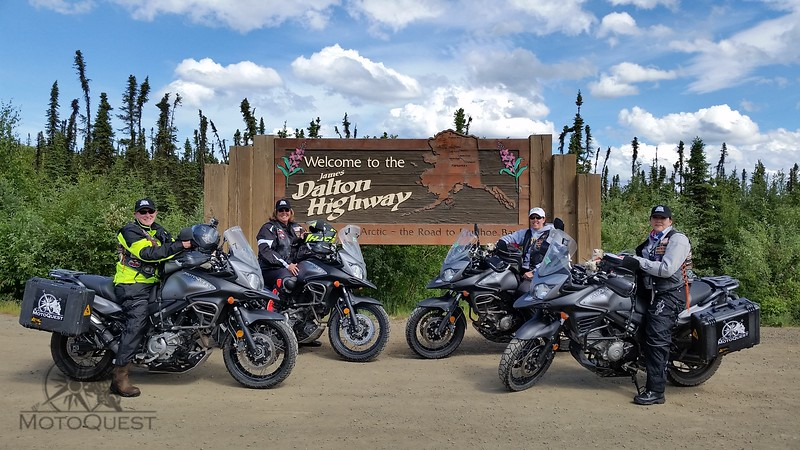 Welcome to the
James
Dalton
Highway
Arctic ~ the Road to
MOTOQUEST
MOTOQUEST
MOTOQUEST